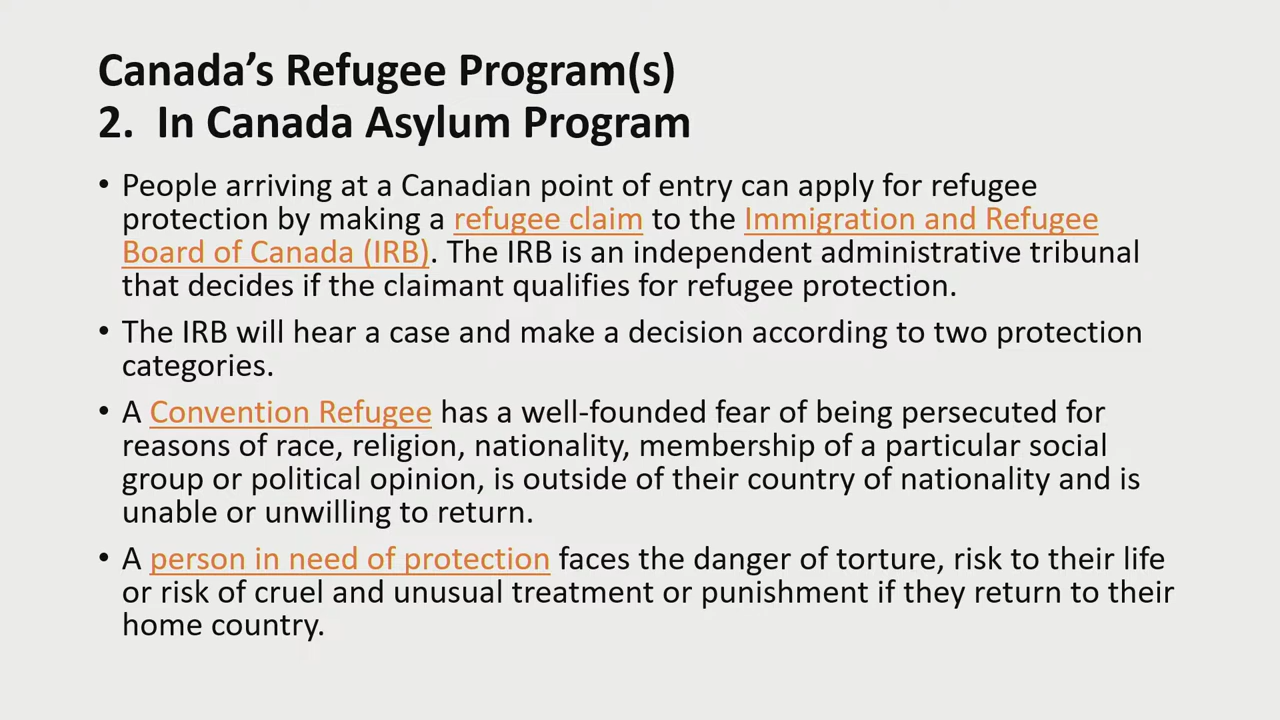 Canada’s Refugee Program(s)
2.  In Canada Asylum Program
• People arriving at a Canadian point of entry can apply for refugee
protection by making a refugee claim to the Immigration and Refugee
Board of Canada (IRB). The IRB is an independent administrative tribunal
that decides if the claimant qualifies for refugee protection.
• The IRB will hear a case and make a decision according to two protection
categories.
• A Convention Refugee has a well-founded fear of being persecuted for
reasons of race, religion, nationality, membership of a particular social
group or political opinion, is outside of their country of nationality and is
unable or unwilling to return.
• A person in need of protection faces the danger of torture, risk to their life
or risk of cruel and unusual treatment or punishment if they return to their
home country.